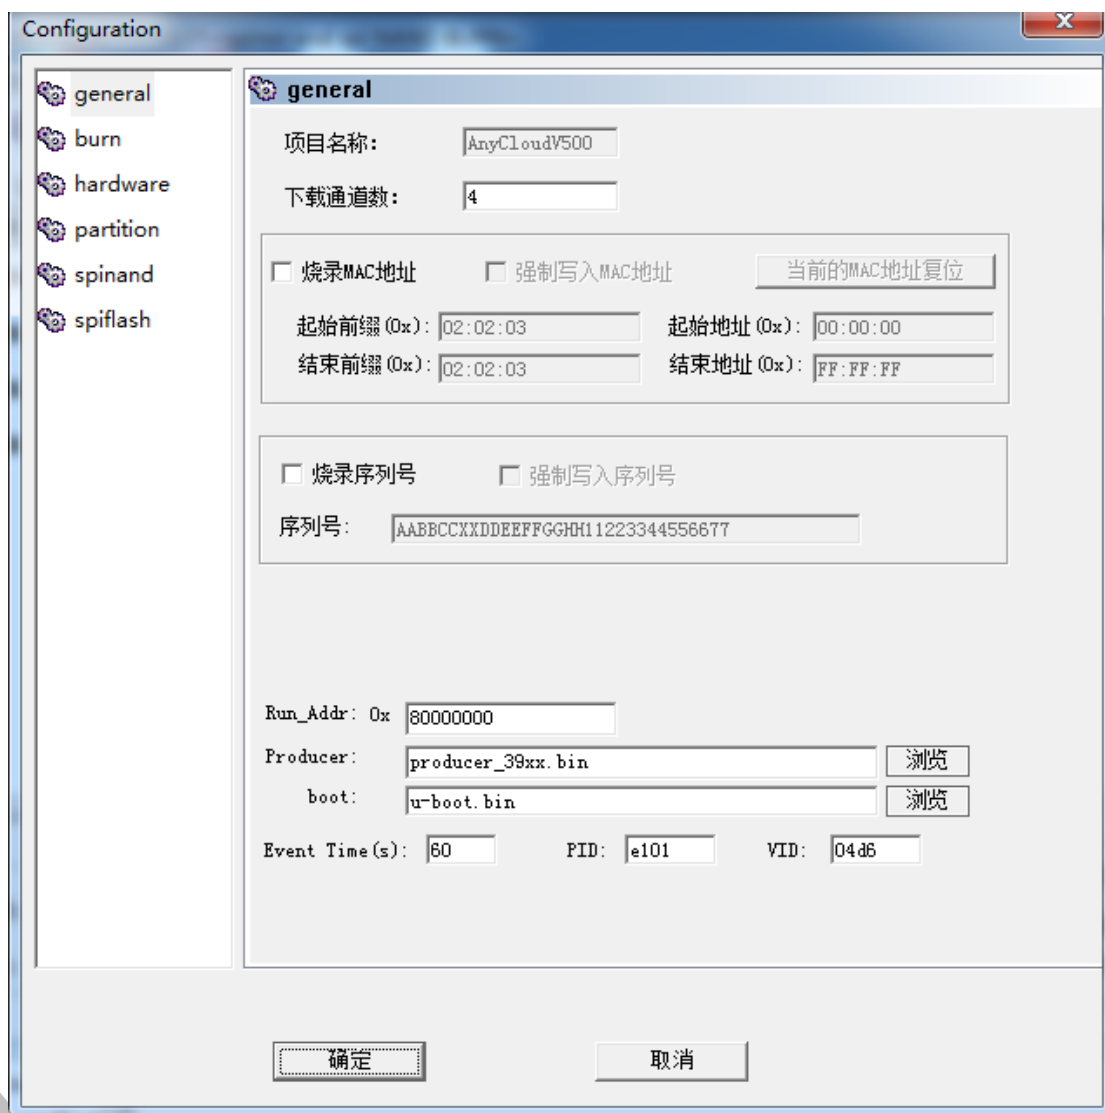 Configuration
general
burn
hardware
partition
spinand
spiflash
general
项目名称: AnyCloudV500
下载通道数: 4
烧录MAC地址 强制写入MAC地址 当前的MAC地址复位
起始前缀(0x): 02:02:03 起始地址(0x): 00:00:00
结束前缀(0x): 02:02:03 结束地址(0x): FF:FF:FF
烧录序列号 强制写入序列号
序列号: AABBCCXXDDEEFFGGHH11223344556677
Run_Addr: 0x 80000000
Producer: producer_39xx.bin 浏览
boot: u-boot.bin 浏览
Event Time(s): 60 PID: e101 VID: 04d6
确定 取消